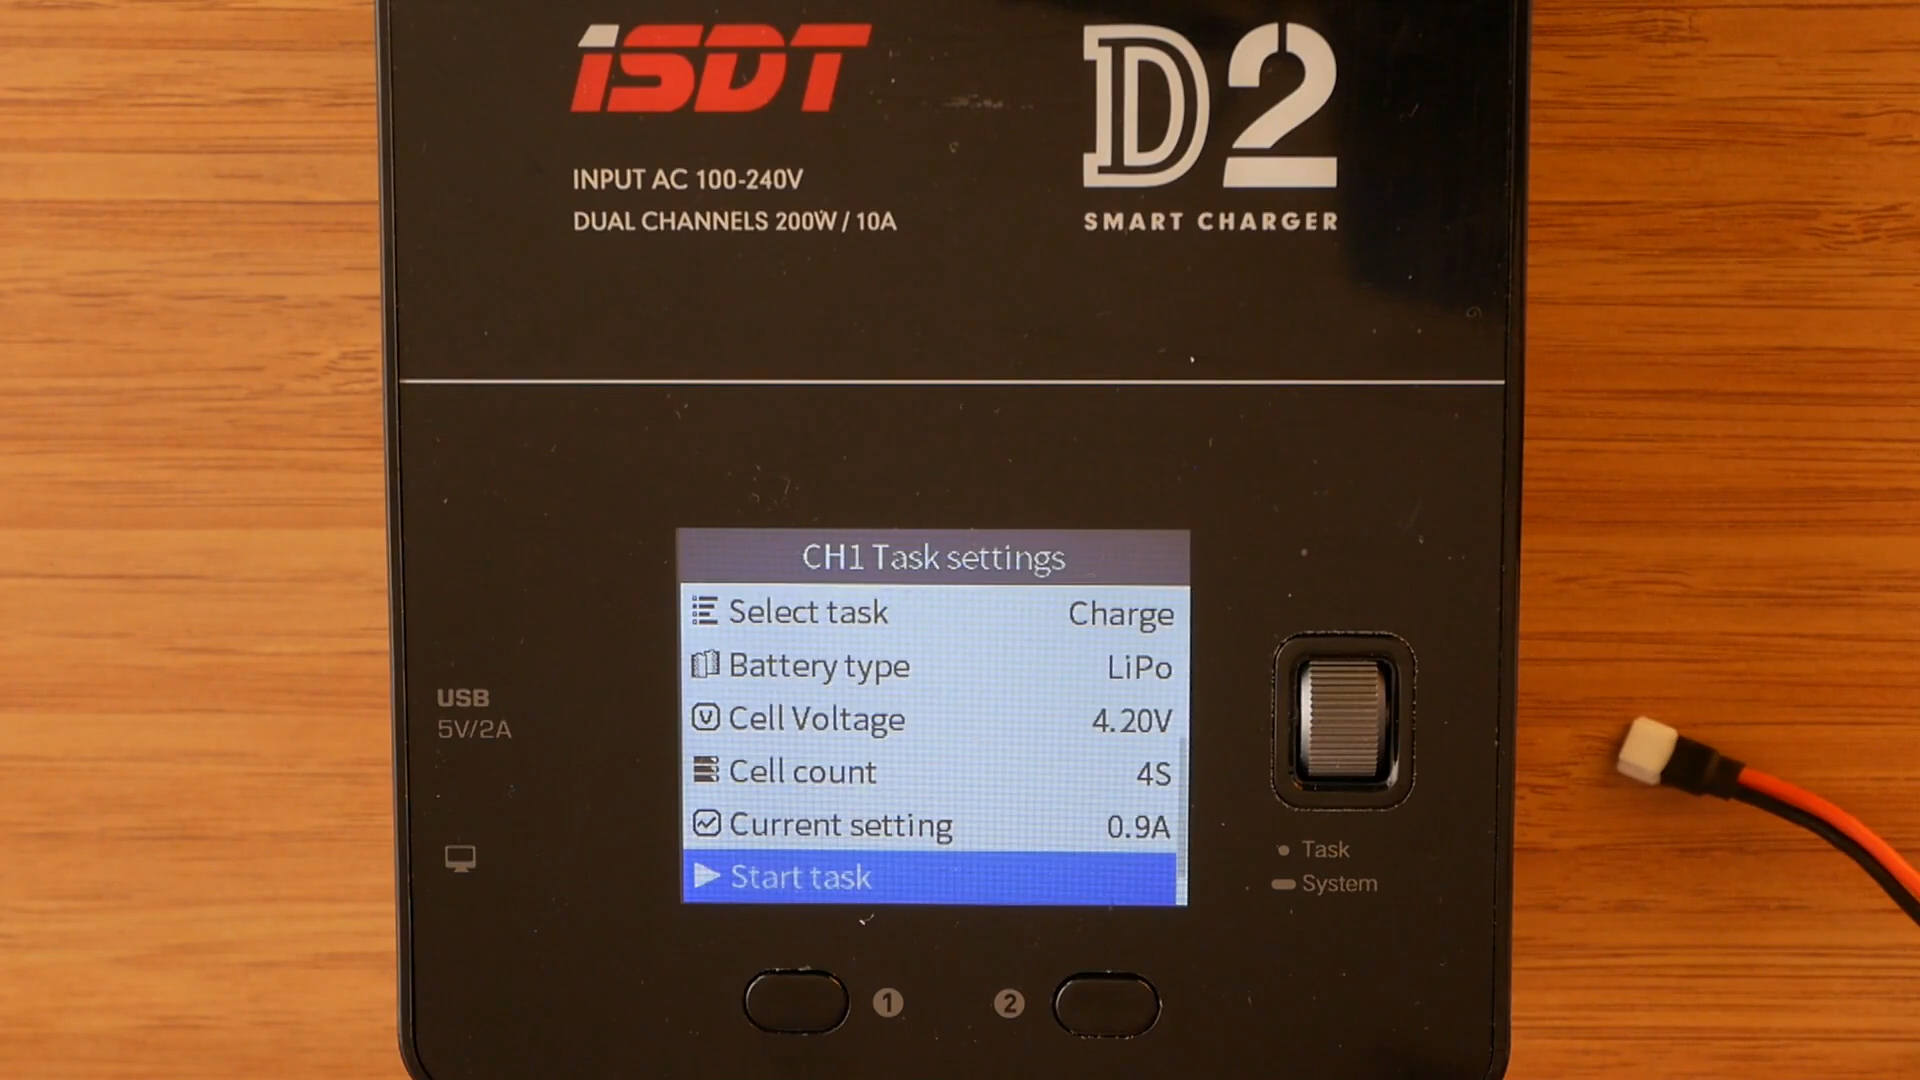 iSDT
D2
INPUT AC 100-240V
DUAL CHANNELS 200W / 10A
SMART CHARGER
CH1 Task settings
Select task Charge
Battery type LiPo
Cell Voltage 4.20V
Cell count 4S
Current setting 0.9A
Start task
USB
5V/2A
Task
System
1 2